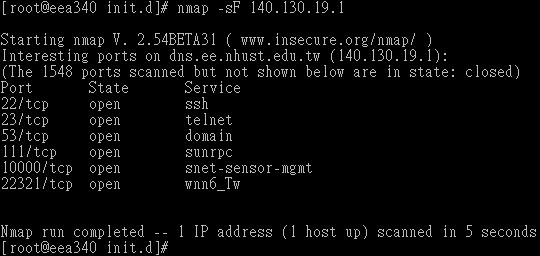 [root@eea340 init.d]# nmap -sF 140.130.19.1
Starting nmap V. 2.54BETA31 ( www.insecure.org/nmap/ )
Interesting ports on dns.ee.nhust.edu.tw (140.130.19.1):
(The 1548 ports scanned but not shown below are in state: closed)
Port       State       Service
22/tcp     open        ssh
23/tcp     open        telnet
53/tcp     open        domain
111/tcp    open        sunrpc
10000/tcp  open        snet-sensor-mgmt
22321/tcp  open        wnn6_Tw
Nmap run completed -- 1 IP address (1 host up) scanned in 5 seconds
[root@eea340 init.d]#